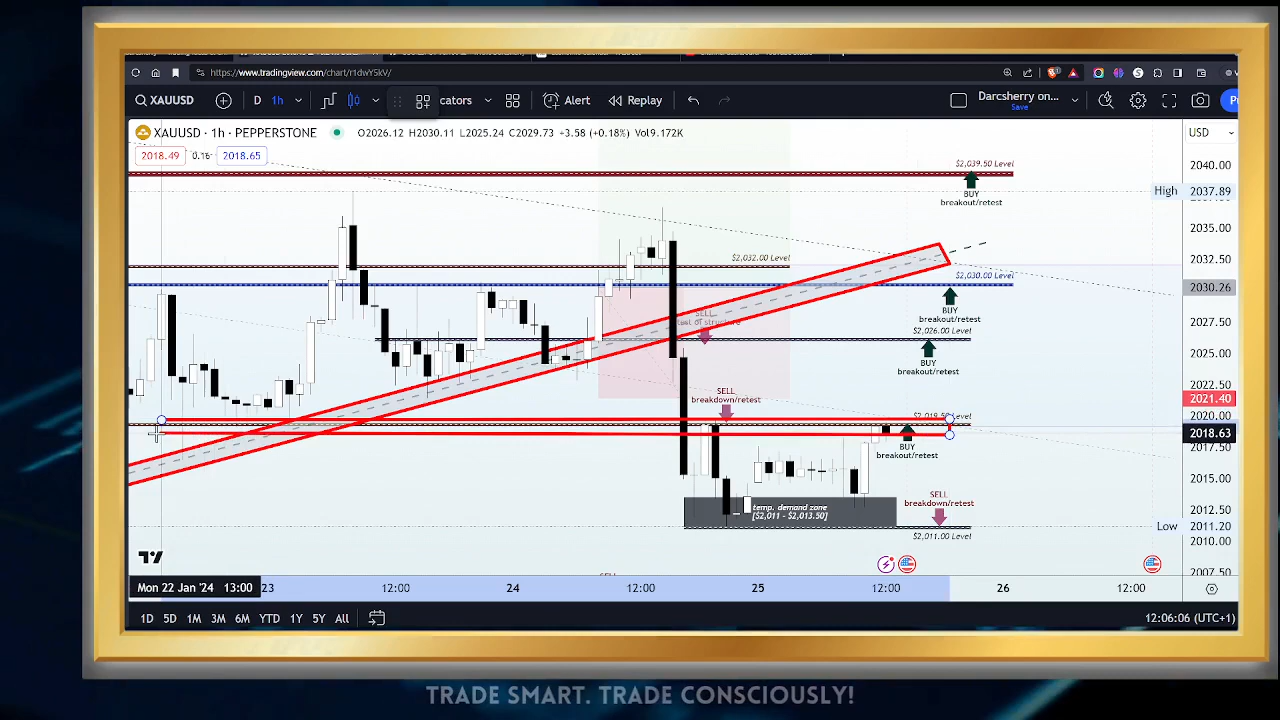 https://www.tradingview.com/chart/r1dwY5kV/
XAUUSD D 1h cators Alert Replay Darcsherry on... Save
XAUUSD · 1h · PEPPERSTONE O2026.12 H2030.11 L2025.24 C2029.73 +3.58 (+0.18%) Vol9.172K USD
2018.49 0.16 2018.65
$2,039.50 Level
2040.00
BUY
breakout/retest
High 2037.89
2035.00
$2,032.00 Level
2032.50
$2,030.00 Level
2030.26
BUY
breakout/retest
SELL
2027.50
$2,026.00 Level
2025.00
BUY
breakout/retest
2022.50
SELL
breakdown/retest
2021.40
2020.00
2018.63
2017.50
BUY
breakout/retest
2015.00
SELL
breakdown/retest
temp. demand zone
[$2,011 - $2,013.50]
2012.50
Low 2011.20
$2,011.00 Level
2010.00
2007.50
Mon 22 Jan '24 13:00 23 12:00 24 12:00 25 12:00 26 12:00
1D 5D 1M 3M 6M YTD 1Y 5Y All 12:06:06 (UTC+1)
TRADE SMART. TRADE CONSCIOUSLY!